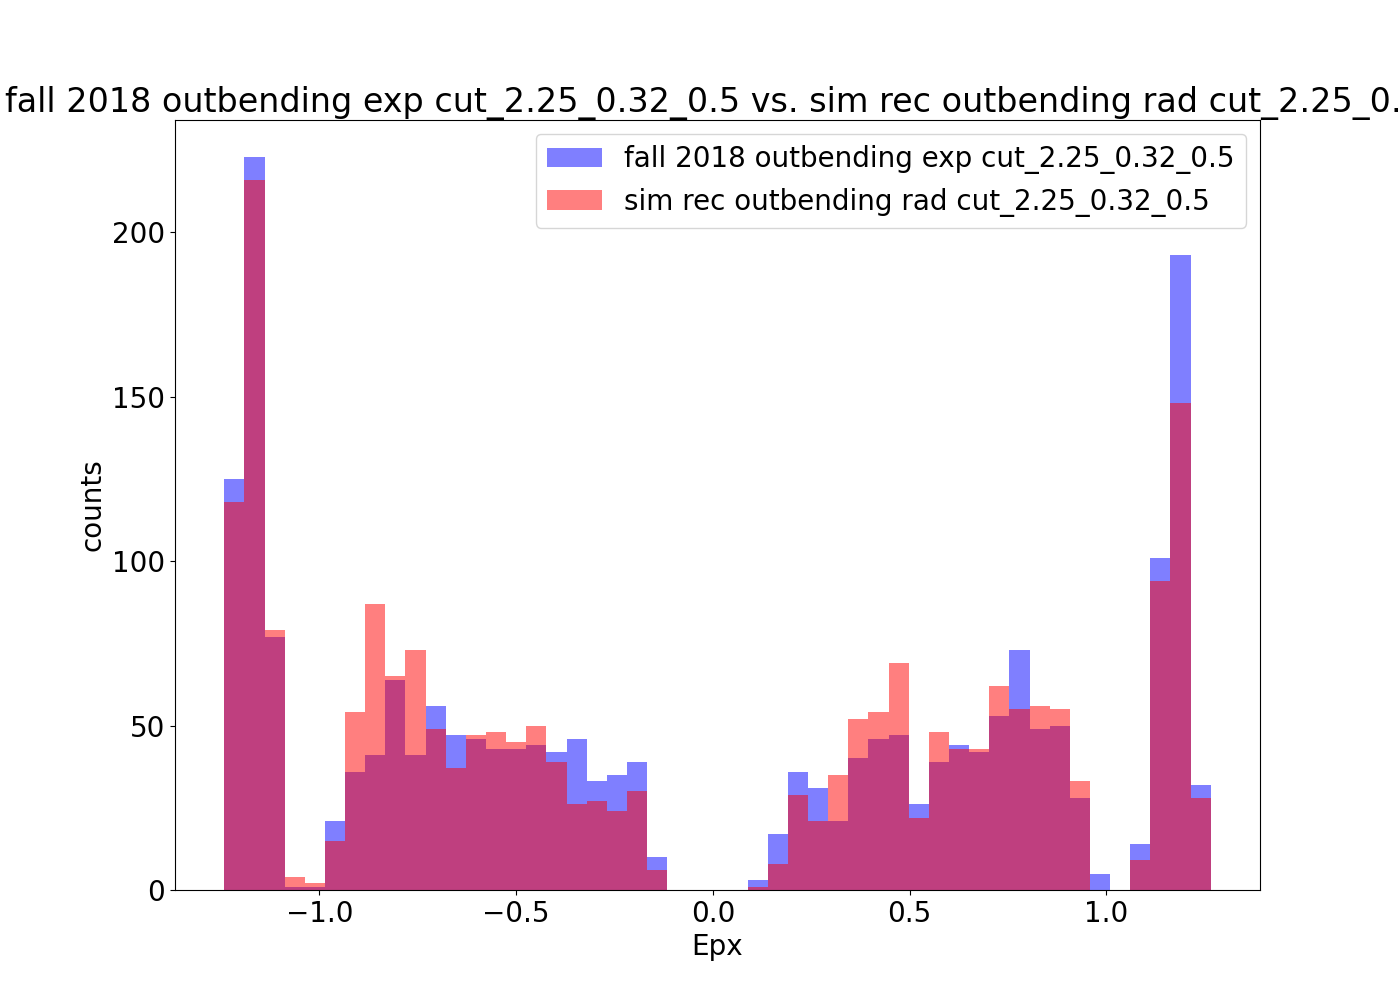 fall 2018 outbending exp cut_2.25_0.32_0.5 vs. sim rec outbending rad cut_2.25_0.
fall 2018 outbending exp cut_2.25_0.32_0.5
sim rec outbending rad cut_2.25_0.32_0.5
200
150
100
50
0
counts
−1.0 −0.5 0.0 0.5 1.0
Epx